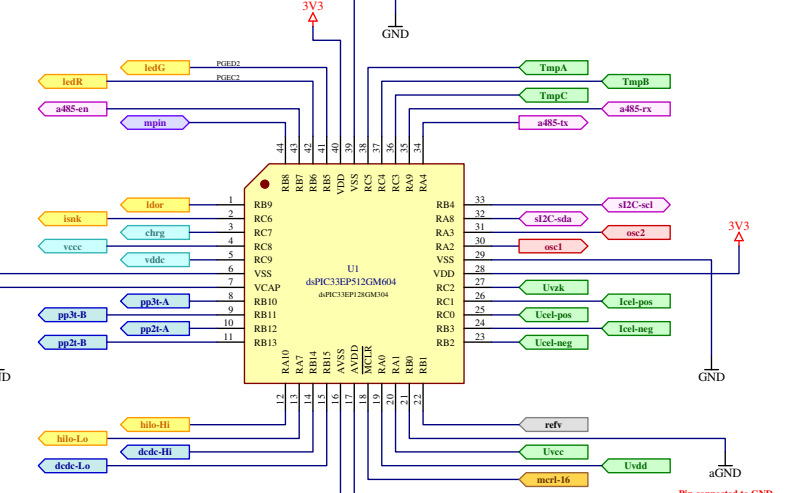 3V3
GND
ledG
PGED2
TmpA
ledR
PGEC2
TmpB
TmpC
a485-en
a485-rx
mpin
a485-tx
44 43 42 41 40 39 38 37 36 35 34
RB8 RB7 RB6 RB5 VDD VSS RC5 RC4 RC3 RA9 RA4
ldor 1 RB9 RB4 33 sI2C-scl
isnk 2 RC6 RA8 32 sI2C-sda
chrg 3 RC7 RA3 31 osc2
3V3
vccc 4 RC8 RA2 30 osc1
vddc 5 RC9 VSS 29
6 VSS VDD 28
U1
dsPIC33EP512GM604
dsPIC33EP128GM304
7 VCAP RC2 27 Uvzk
pp3t-A 8 RB10 RC1 26 Icel-pos
pp3t-B 9 RB11 RC0 25 Ucel-pos
pp2t-A 10 RB12 RB3 24 Icel-neg
pp2t-B 11 RB13 RB2 23 Ucel-neg
RA10 RA7 RB14 RB15 AVSS AVDD MCLR RA0 RA1 RB0 RB1
GND
12 13 14 15 16 17 18 19 20 21 22
hilo-Hi
refv
hilo-Lo
dcdc-Hi
Uvcc
dcdc-Lo
Uvdd
aGND
mcrl-16